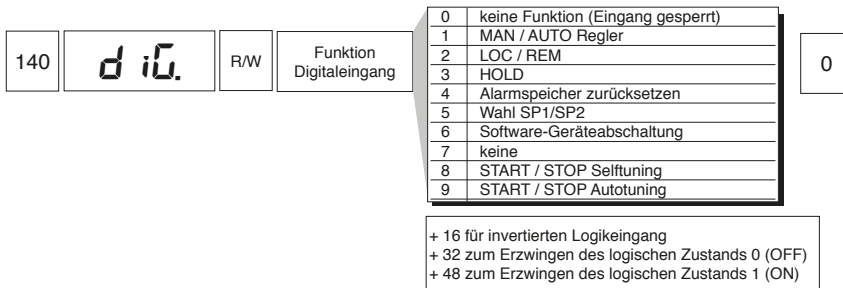 140
diG.
R/W
Funktion
Digitaleingang
0 keine Funktion (Eingang gesperrt)
1 MAN / AUTO Regler
2 LOC / REM
3 HOLD
4 Alarmspeicher zurücksetzen
5 Wahl SP1/SP2
6 Software-Geräteabschaltung
7 keine
8 START / STOP Selftuning
9 START / STOP Autotuning
0
+ 16 für invertierten Logikeingang
+ 32 zum Erzwingen des logischen Zustands 0 (OFF)
+ 48 zum Erzwingen des logischen Zustands 1 (ON)